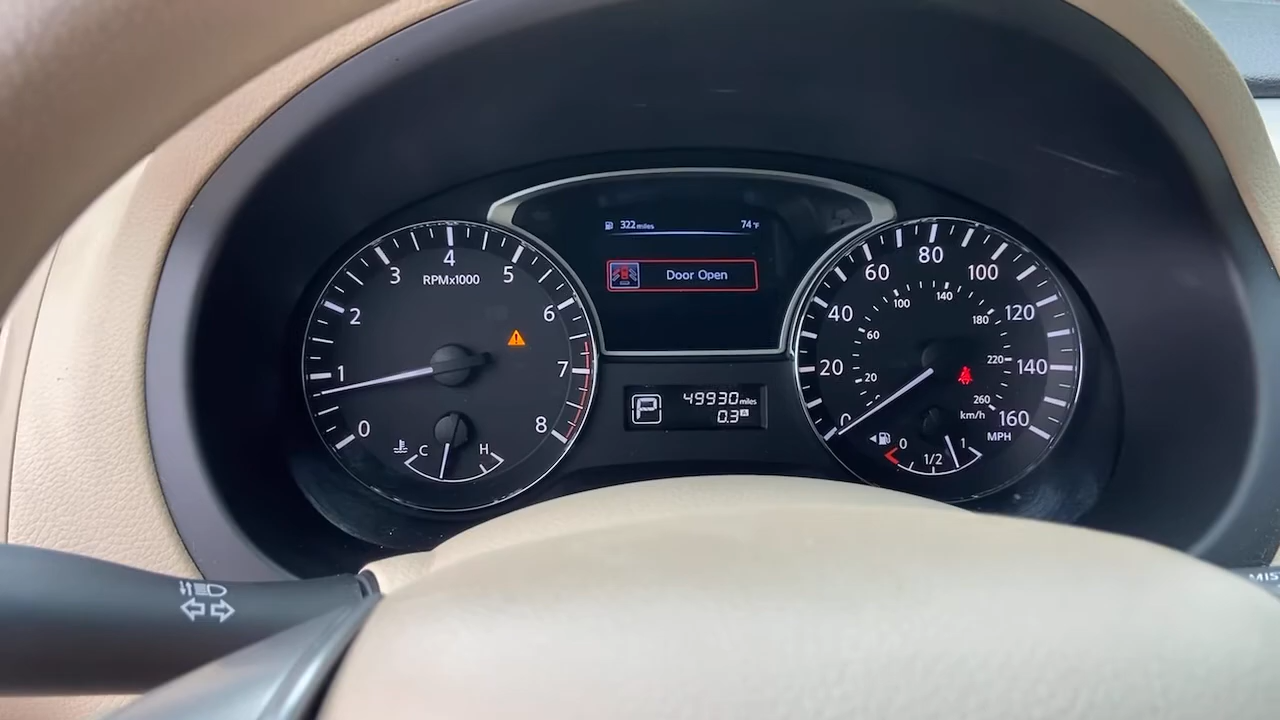 322 miles 74°F
Door Open
0 1 2 3 4 5 6 7 8
RPMx1000
C H
P 49930 miles
0.3 A
0 20 40 60 80 100 120 140 160
MPH
20 60 100 140 180 220 260
km/h
0 1/2 1
MIST